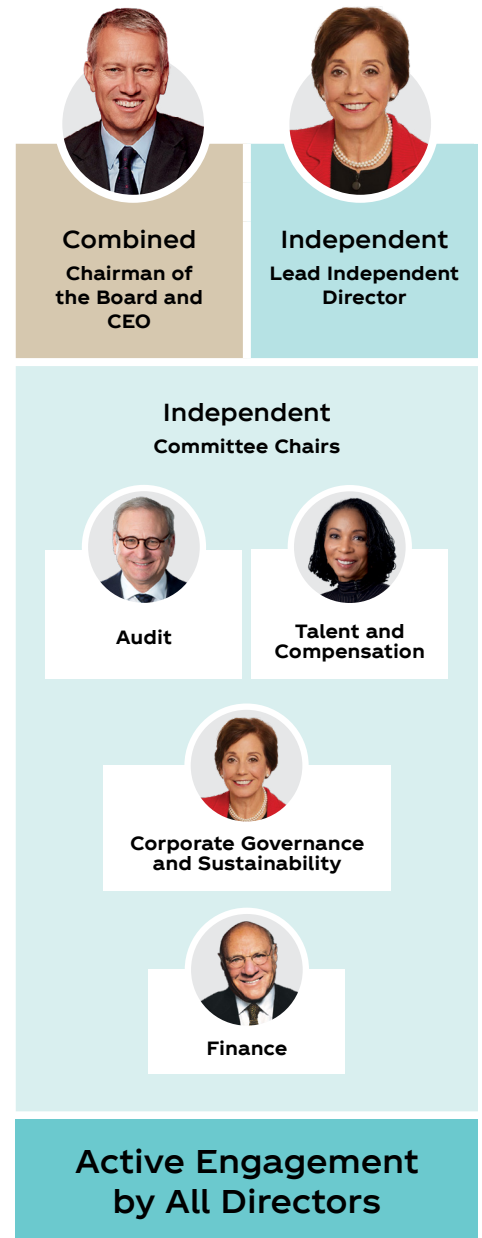 Combined
Chairman of
the Board and
CEO
Independent
Lead Independent
Director
Independent
Committee Chairs
Audit
Talent and
Compensation
Corporate Governance
and Sustainability
Finance
Active Engagement
by All Directors